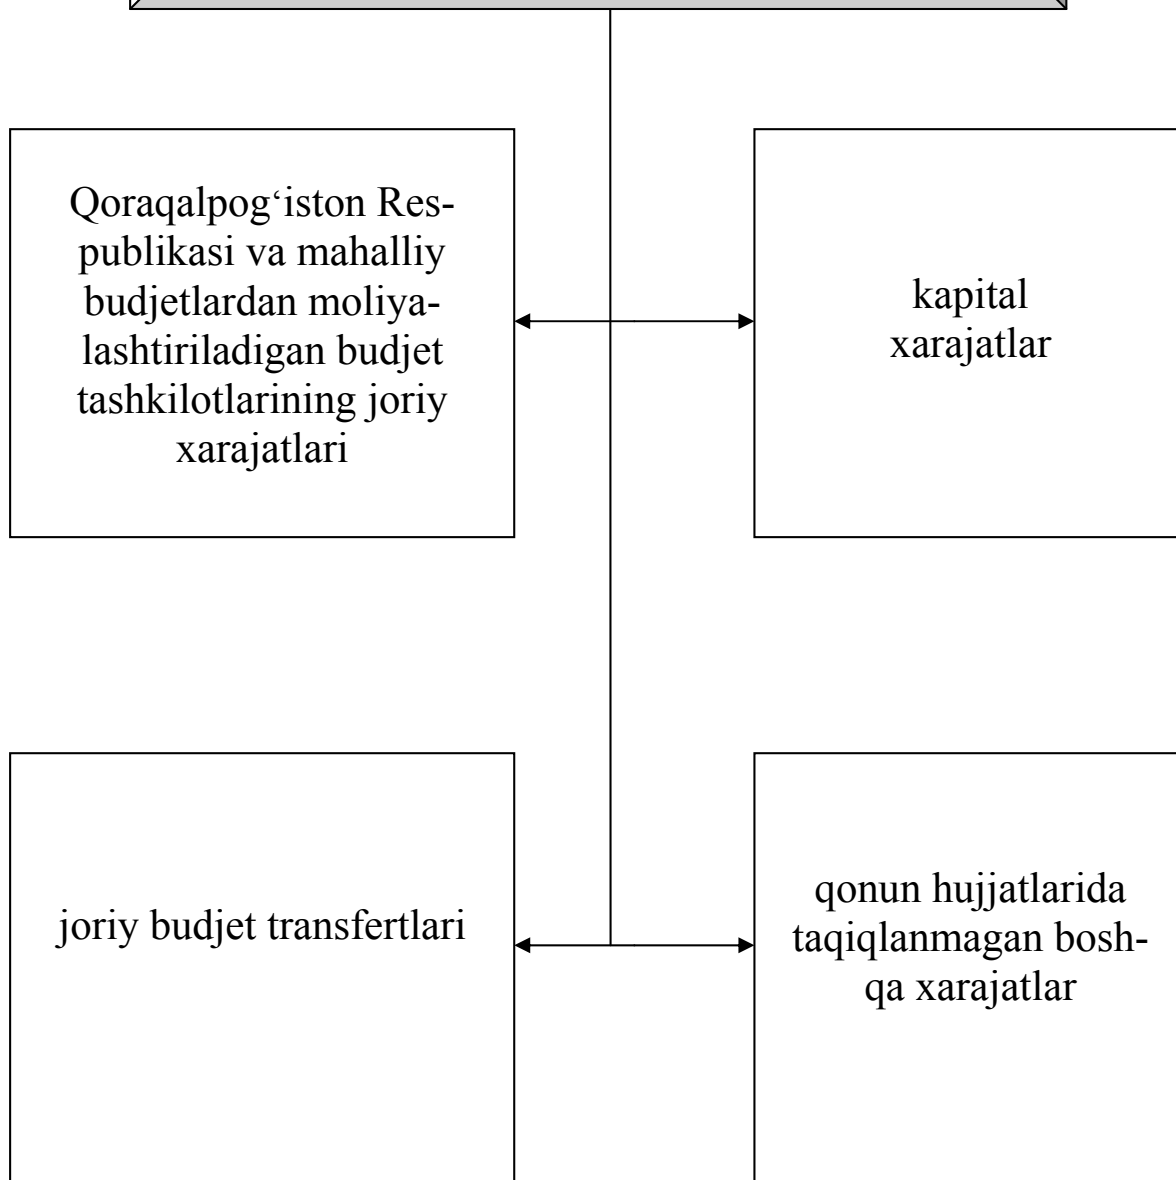 Qoraqalpog‘iston Res-
publikasi va mahalliy
budjetlardan moliya-
lashtiriladigan budjet
tashkilotlarining joriy
xarajatlari
kapital
xarajatlar
joriy budjet transfertlari
qonun hujjatlarida
taqiqlanmagan bosh-
qa xarajatlar